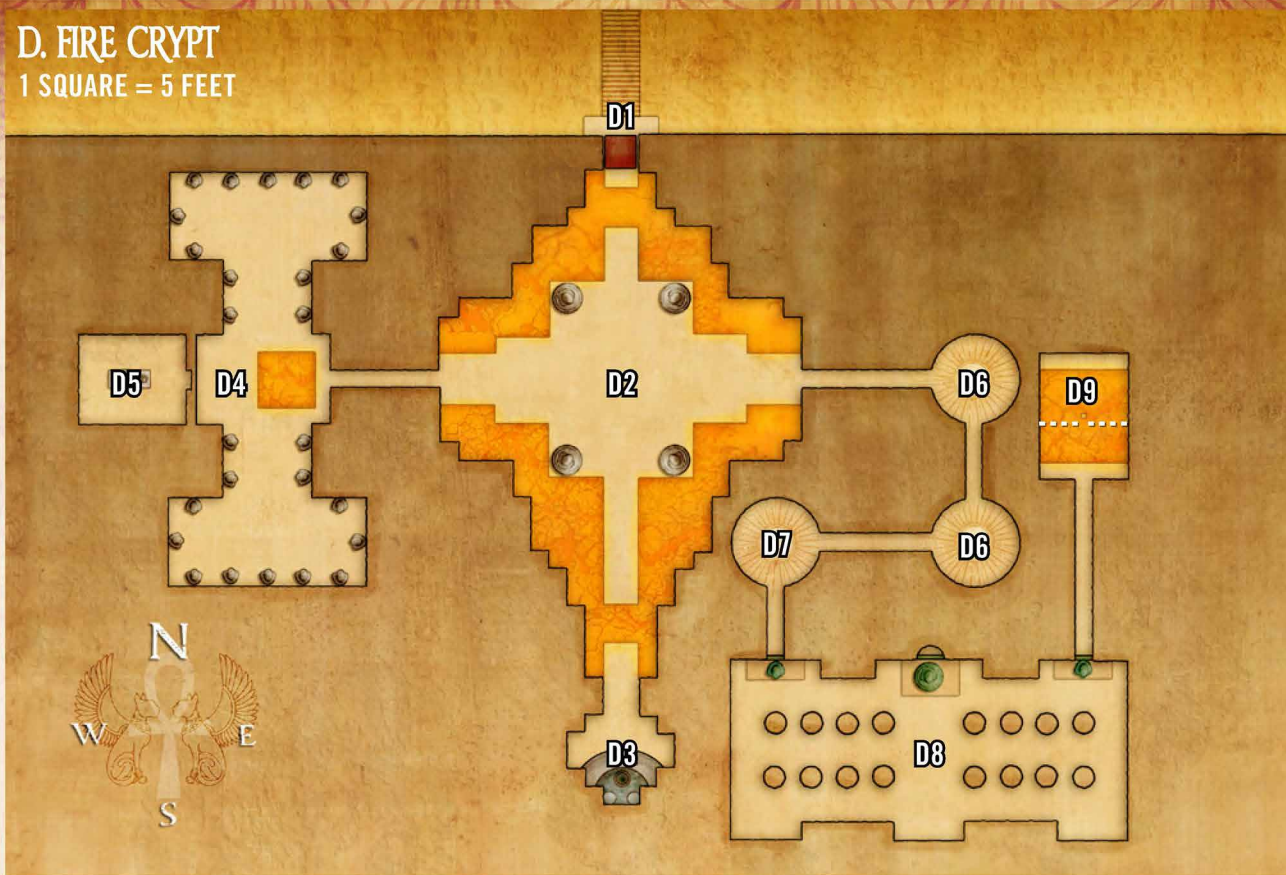 D. FIRE CRYPT
1 SQUARE = 5 FEET
D1
D5
D4
D2
D6
D9
D7
D6
D3
D8
N
W
E
S